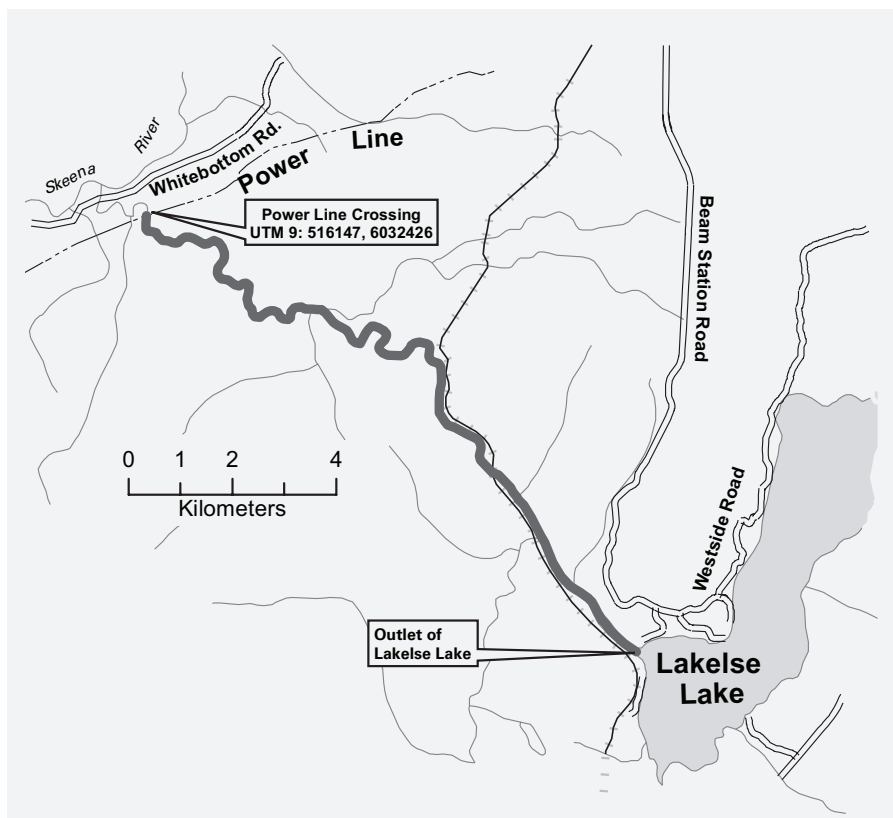 Skeena
River
Whitebottom Rd.
Power
Line
Power Line Crossing
UTM 9: 516147, 6032426
Beam Station Road
0 1 2 4
Kilometers
Westside Road
Outlet of
Lakelse Lake
Lakelse
Lake